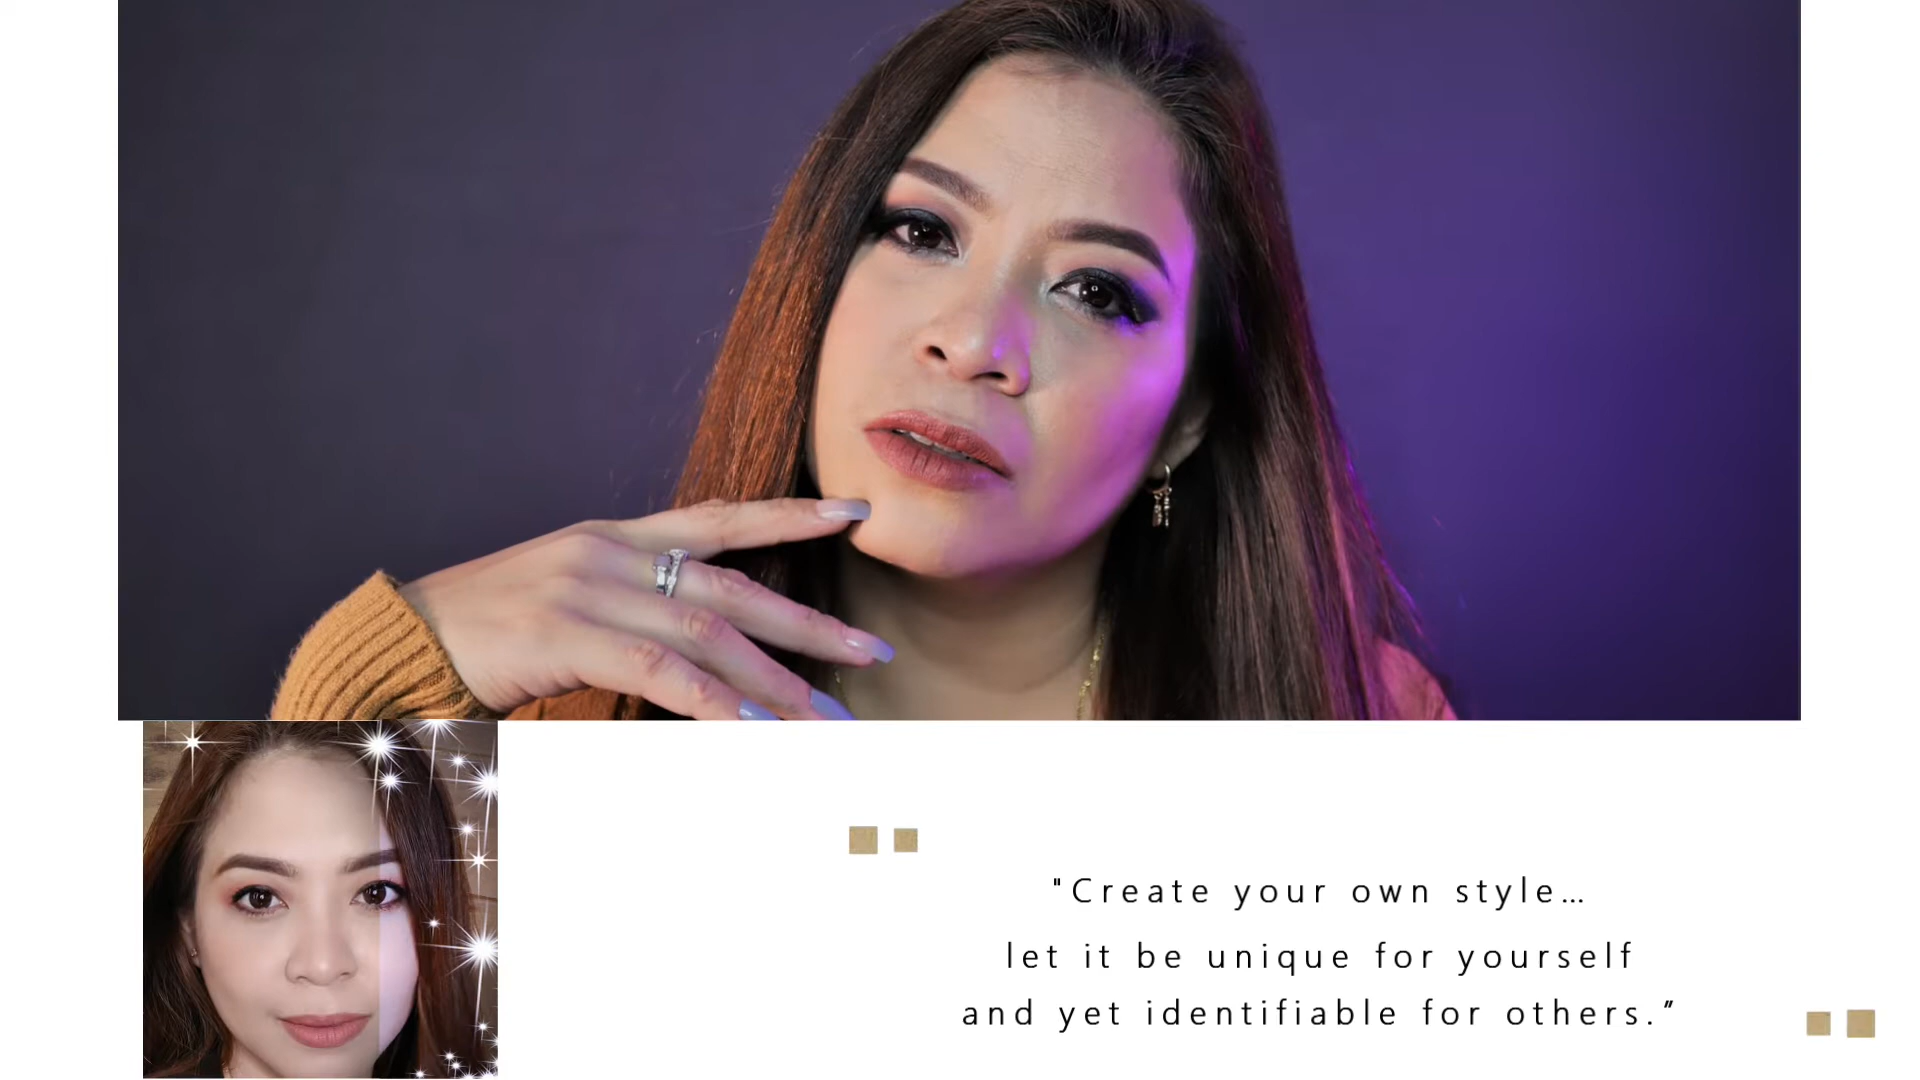 "Create your own style...
let it be unique for yourself
and yet identifiable for others.”